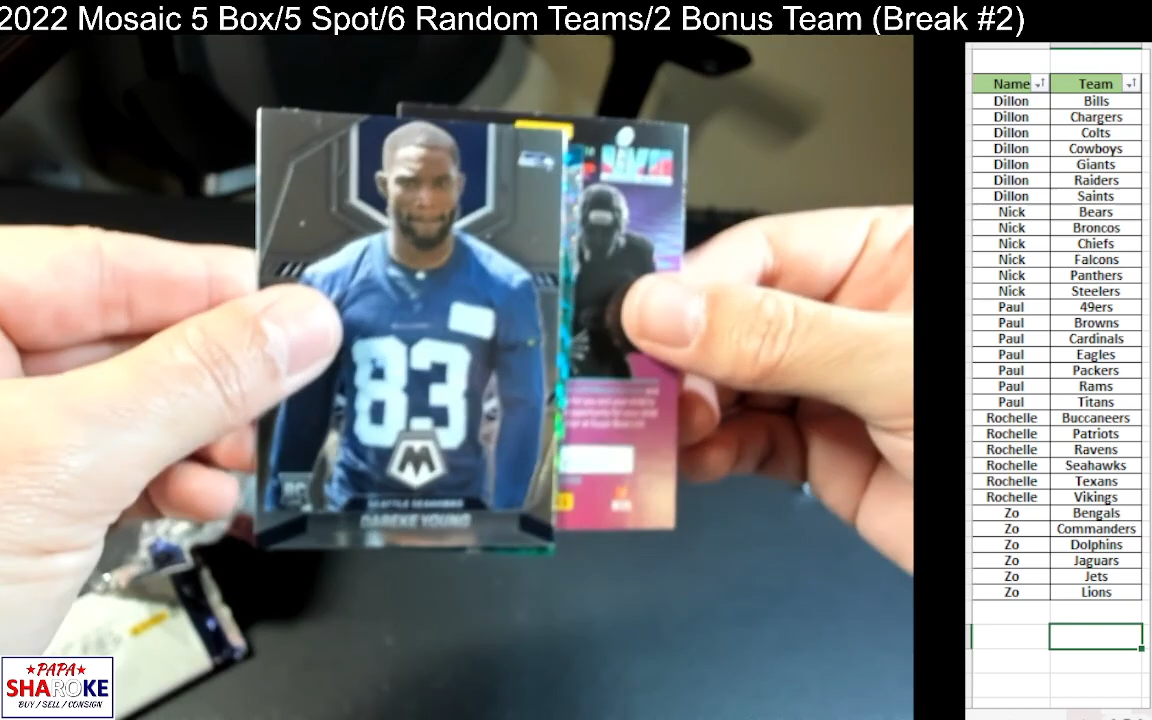 2022 Mosaic 5 Box/5 Spot/6 Random Teams/2 Bonus Team (Break #2)
Name Team
Dillon Bills
Dillon Chargers
Dillon Colts
Dillon Cowboys
Dillon Giants
Dillon Raiders
Dillon Saints
Nick Bears
Nick Broncos
Nick Chiefs
Nick Falcons
Nick Panthers
Nick Steelers
Paul 49ers
Paul Browns
Paul Cardinals
Paul Eagles
Paul Packers
Paul Rams
Paul Titans
Rochelle Buccaneers
Rochelle Patriots
Rochelle Ravens
Rochelle Seahawks
Rochelle Texans
Rochelle Vikings
Zo Bengals
Zo Commanders
Zo Dolphins
Zo Jaguars
Zo Jets
Zo Lions
LVII
83
M
RC
SEATTLE SEAHAWKS
DAREKE YOUNG
PAPA
SHAROKE
BUY / SELL / CONSIGN